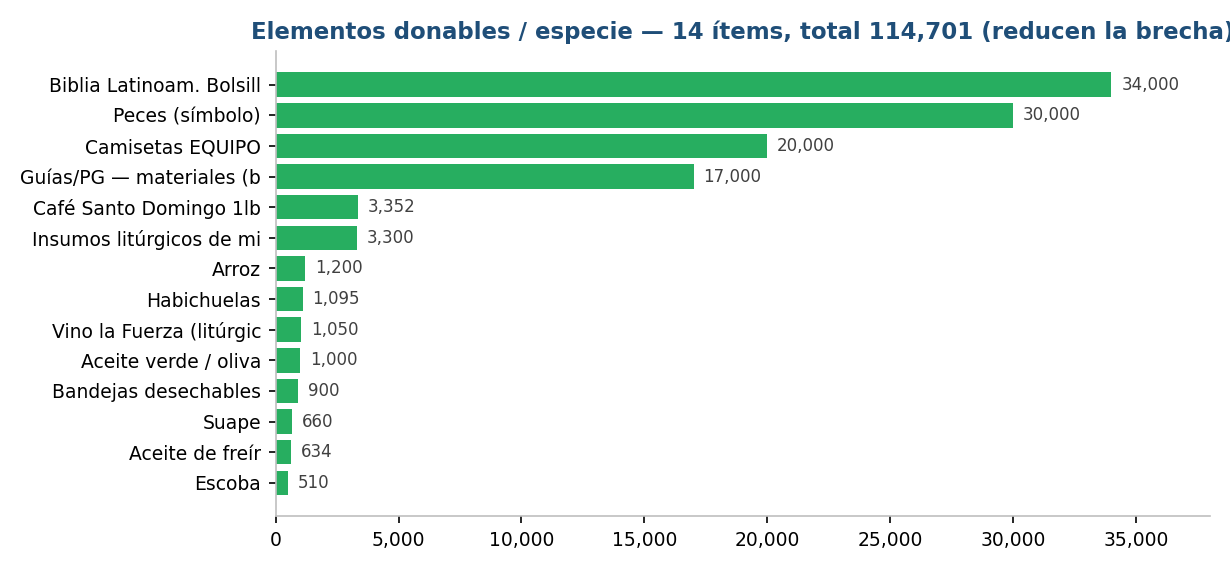 Elementos donables / especie — 14 ítems, total 114,701 (reducen la brecha)
Biblia Latinoam. Bolsill 34,000
Peces (símbolo) 30,000
Camisetas EQUIPO 20,000
Guías/PG — materiales (b 17,000
Café Santo Domingo 1lb 3,352
Insumos litúrgicos de mi 3,300
Arroz 1,200
Habichuelas 1,095
Vino la Fuerza (litúrgic 1,050
Aceite verde / oliva 1,000
Bandejas desechables 900
Suape 660
Aceite de freír 634
Escoba 510
0 5,000 10,000 15,000 20,000 25,000 30,000 35,000